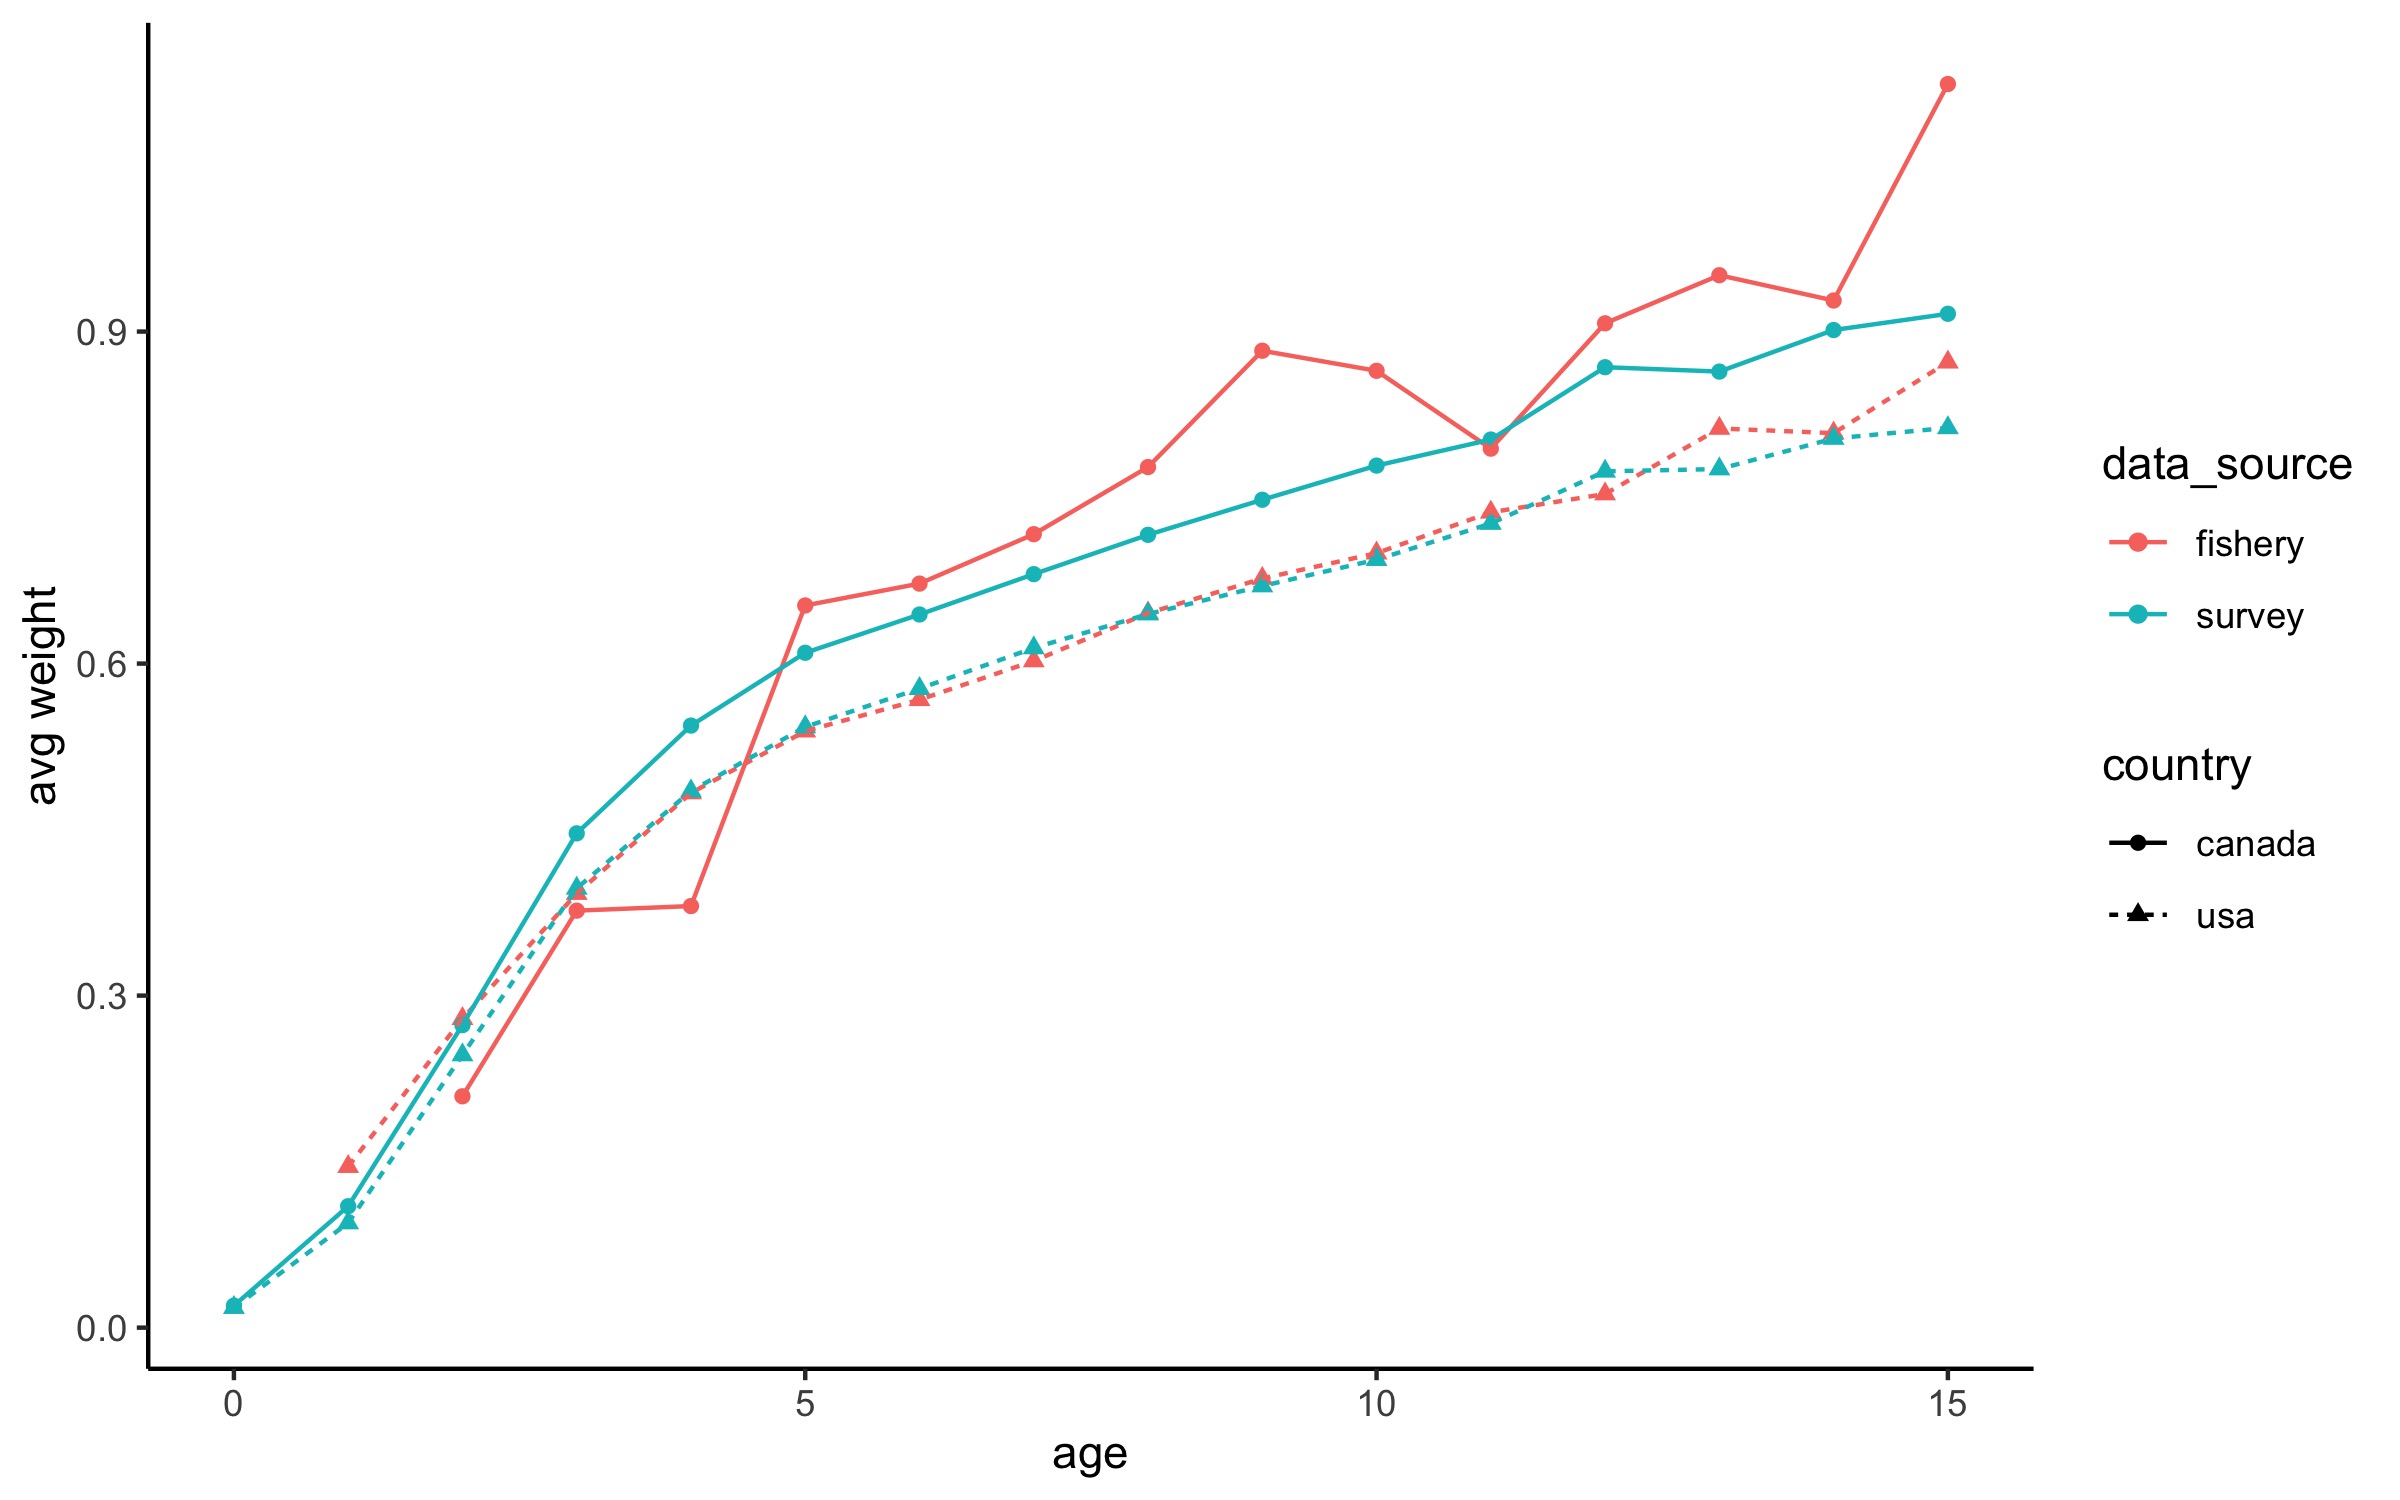 avg weight
0.9
0.6
0.3
0.0
0
5
10
15
age
data_source
fishery
survey
country
canada
usa